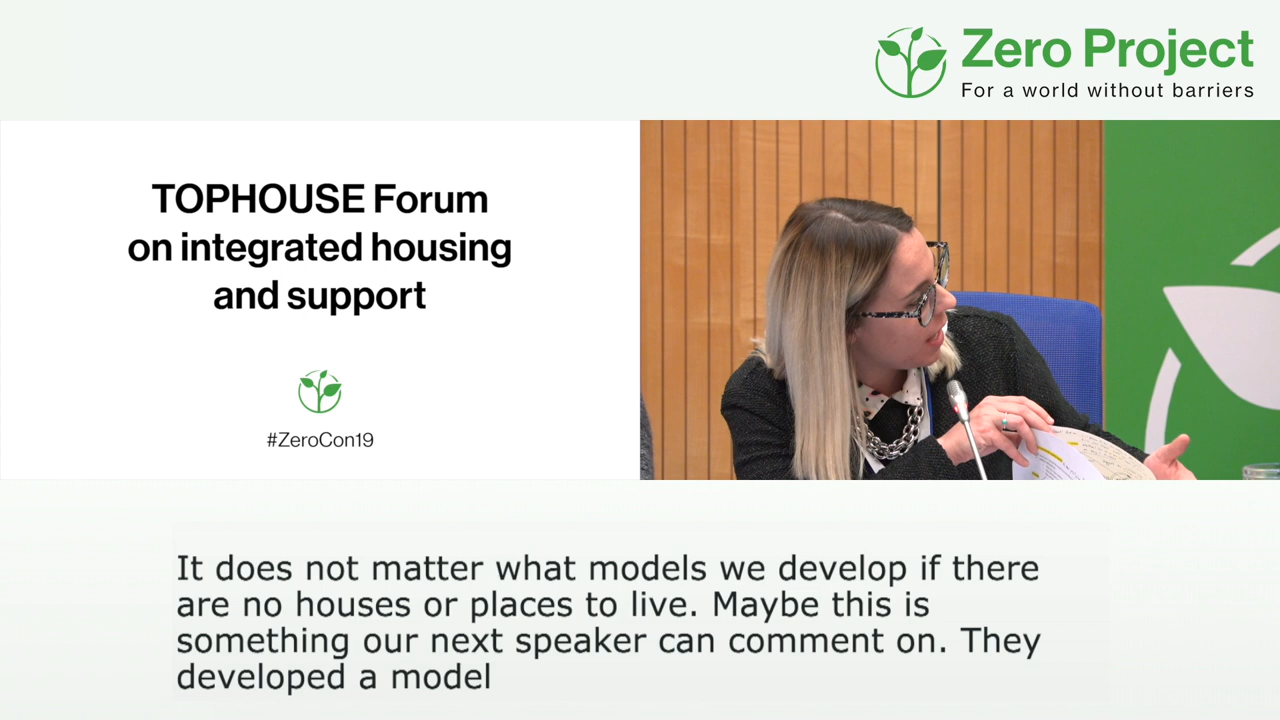 Zero Project
For a world without barriers
TOPHOUSE Forum
on integrated housing
and support
#ZeroCon19
It does not matter what models we develop if there
are no houses or places to live. Maybe this is
something our next speaker can comment on. They
developed a model